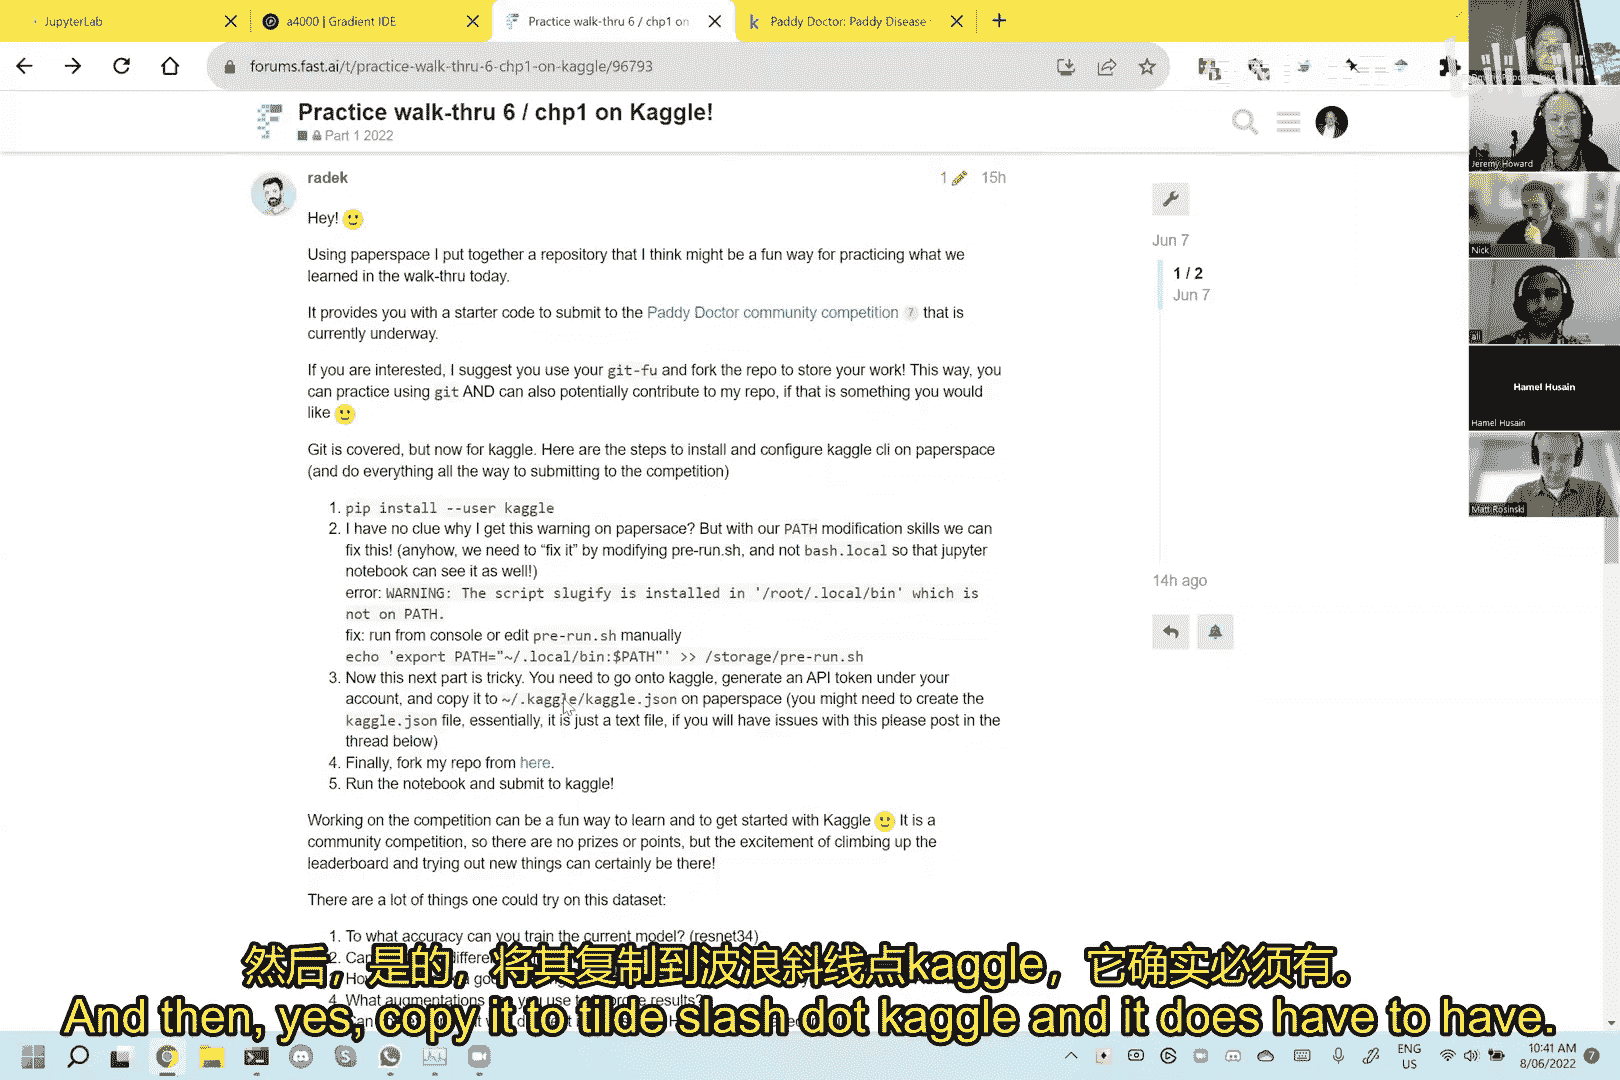 JupyterLab
a4000 | Gradient IDE
Practice walk-thru 6 / chp1 on
Paddy Doctor: Paddy Disease
forums.fast.ai/t/practice-walk-thru-6-chp1-on-kaggle/96793
Practice walk-thru 6 / chp1 on Kaggle!
Part 1 2022
radek
1
15h
Hey!
Using paperspace I put together a repository that I think might be a fun way for practicing what we
learned in the walk-thru today.
It provides you with a starter code to submit to the Paddy Doctor community competition 7 that is
currently underway.
If you are interested, I suggest you use your git-fu and fork the repo to store your work! This way, you
can practice using git AND can also potentially contribute to my repo, if that is something you would
like
Git is covered, but now for kaggle. Here are the steps to install and configure kaggle cli on paperspace
(and do everything all the way to submitting to the competition)
1. pip install --user kaggle
2. I have no clue why I get this warning on papersace? But with our PATH modification skills we can
fix this! (anyhow, we need to “fix it” by modifying pre-run.sh, and not bash.local so that jupyter
notebook can see it as well!)
error: WARNING: The script slugify is installed in '/root/.local/bin' which is
not on PATH.
fix: run from console or edit pre-run.sh manually
echo 'export PATH="~/.local/bin:$PATH"' >> /storage/pre-run.sh
3. Now this next part is tricky. You need to go onto kaggle, generate an API token under your
account, and copy it to ~/.kaggle/kaggle.json on paperspace (you might need to create the
kaggle.json file, essentially, it is just a text file, if you will have issues with this please post in the
thread below)
4. Finally, fork my repo from here.
5. Run the notebook and submit to kaggle!
Working on the competition can be a fun way to learn and to get started with Kaggle It is a
community competition, so there are no prizes or points, but the excitement of climbing up the
leaderboard and trying out new things can certainly be there!
There are a lot of things one could try on this dataset:
1. To what accuracy can you train the current model? (resnet34)
Jun 7
1 / 2
Jun 7
14h ago
Jeremy Howard
Nick
ali
Hamel Husain
Hamel Husain
Matt Rosinski
然后，是的，将其复制到波浪斜线点kaggle，它确实必须有。
And then, yes, copy it to tilde slash dot kaggle and it does have to have.
ENG
US
10:41 AM
8/06/2022
7